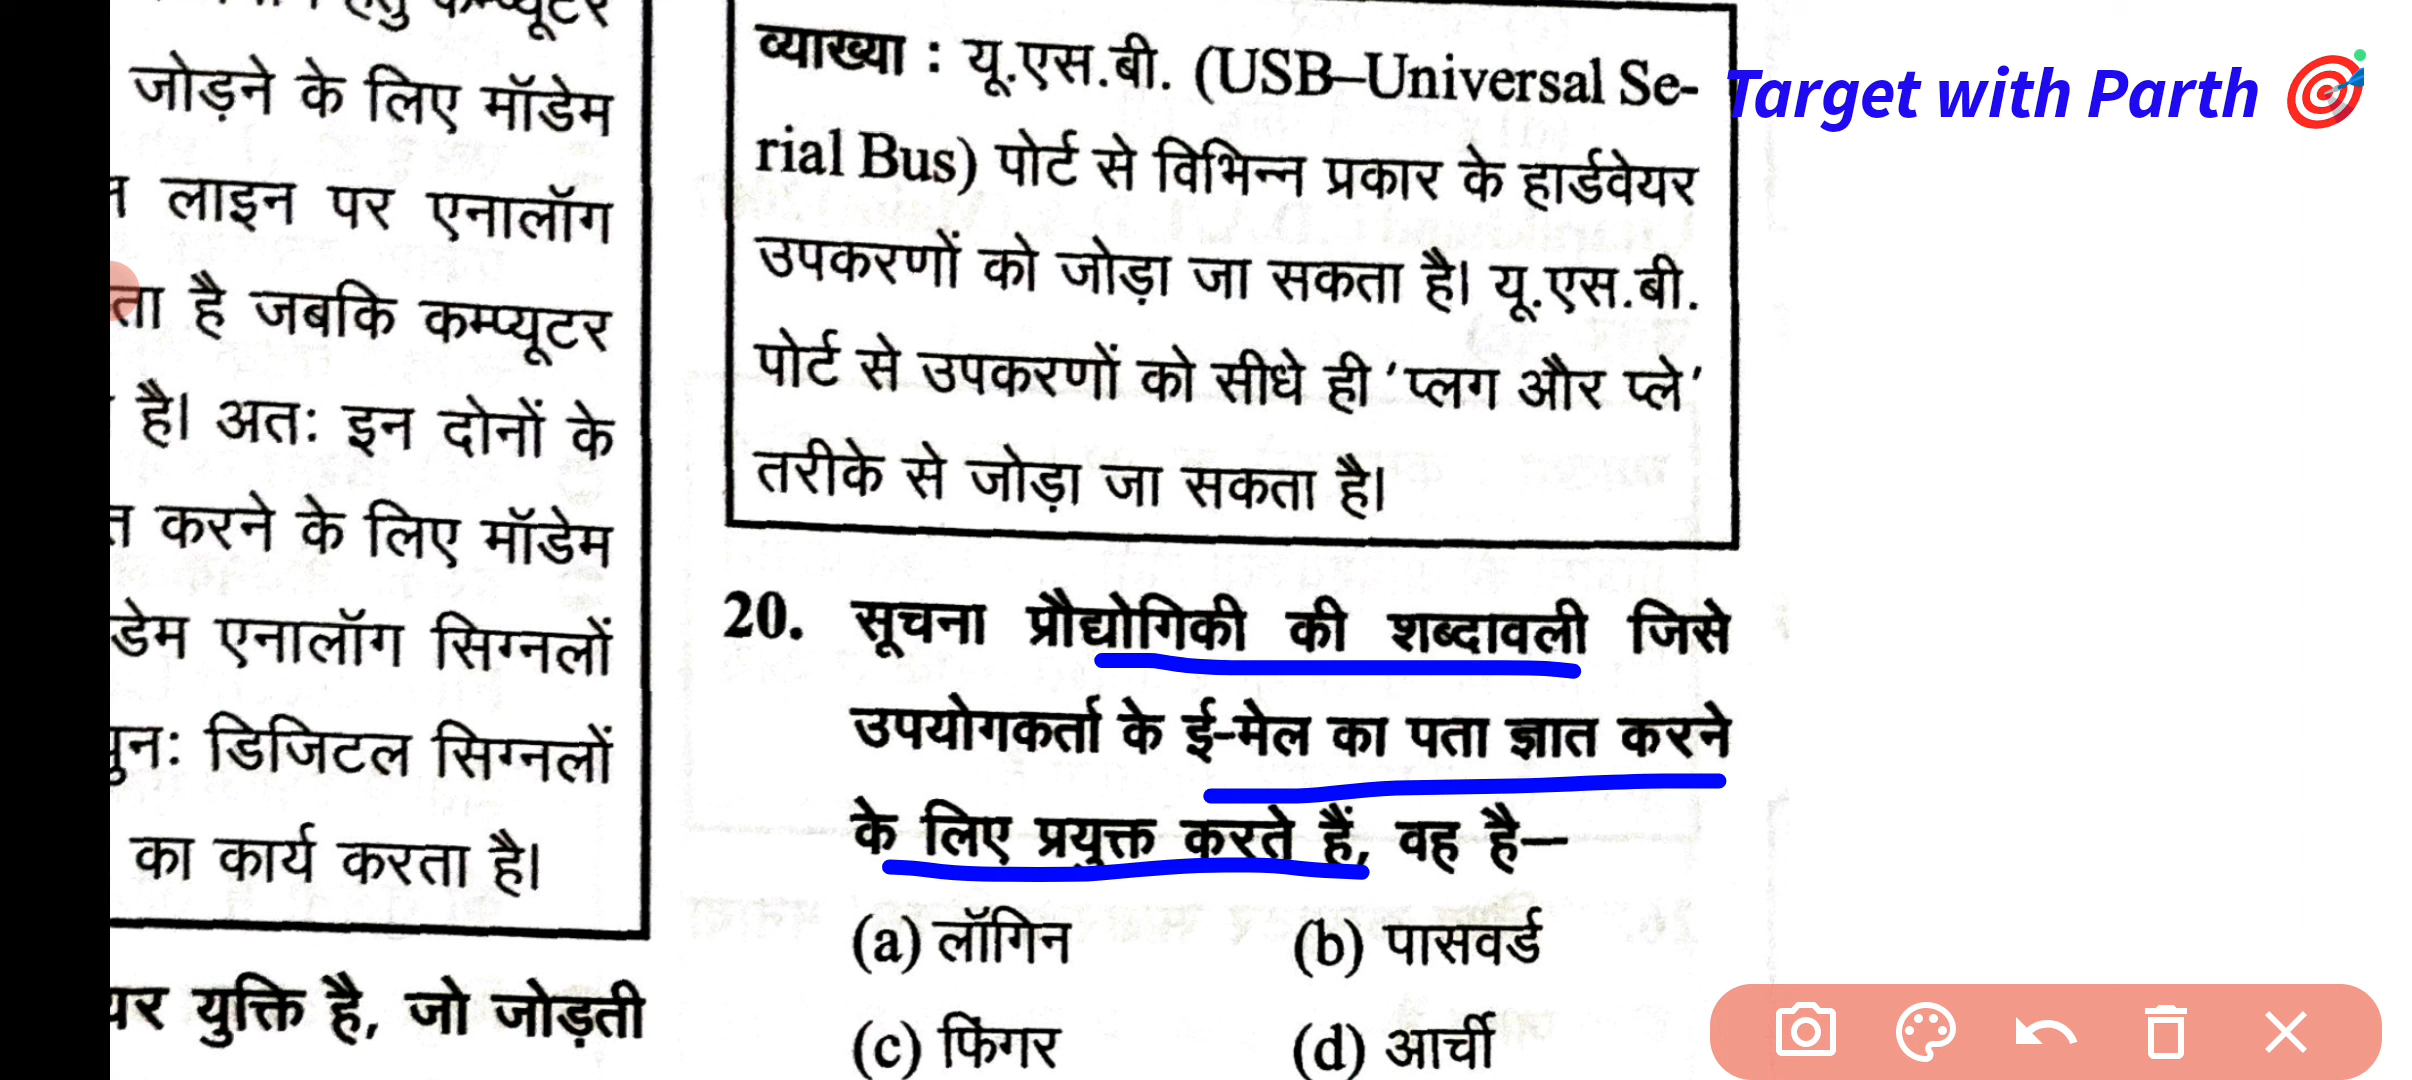 कम्प्यूटर
जोड़ने के लिए मॉडेम
लाइन पर एनालॉग
ता है जबकि कम्प्यूटर
है। अतः इन दोनों के
त करने के लिए मॉडेम
डेम एनालॉग सिग्नलों
पुनः डिजिटल सिग्नलों
का कार्य करता है।
युक्ति है, जो जोड़ती
व्याख्या : यू.एस.बी. (USB–Universal Se-
rial Bus) पोर्ट से विभिन्न प्रकार के हार्डवेयर
उपकरणों को जोड़ा जा सकता है। यू.एस.बी.
पोर्ट से उपकरणों को सीधे ही ‘प्लग और प्ले’
तरीके से जोड़ा जा सकता है।
20. सूचना प्रौद्योगिकी की शब्दावली जिसे
उपयोगकर्ता के ई-मेल का पता ज्ञात करने
के लिए प्रयुक्त करते हैं, वह है—
(a) लॉगिन (b) पासवर्ड
(c) फिंगर (d) आर्ची
Target with Parth